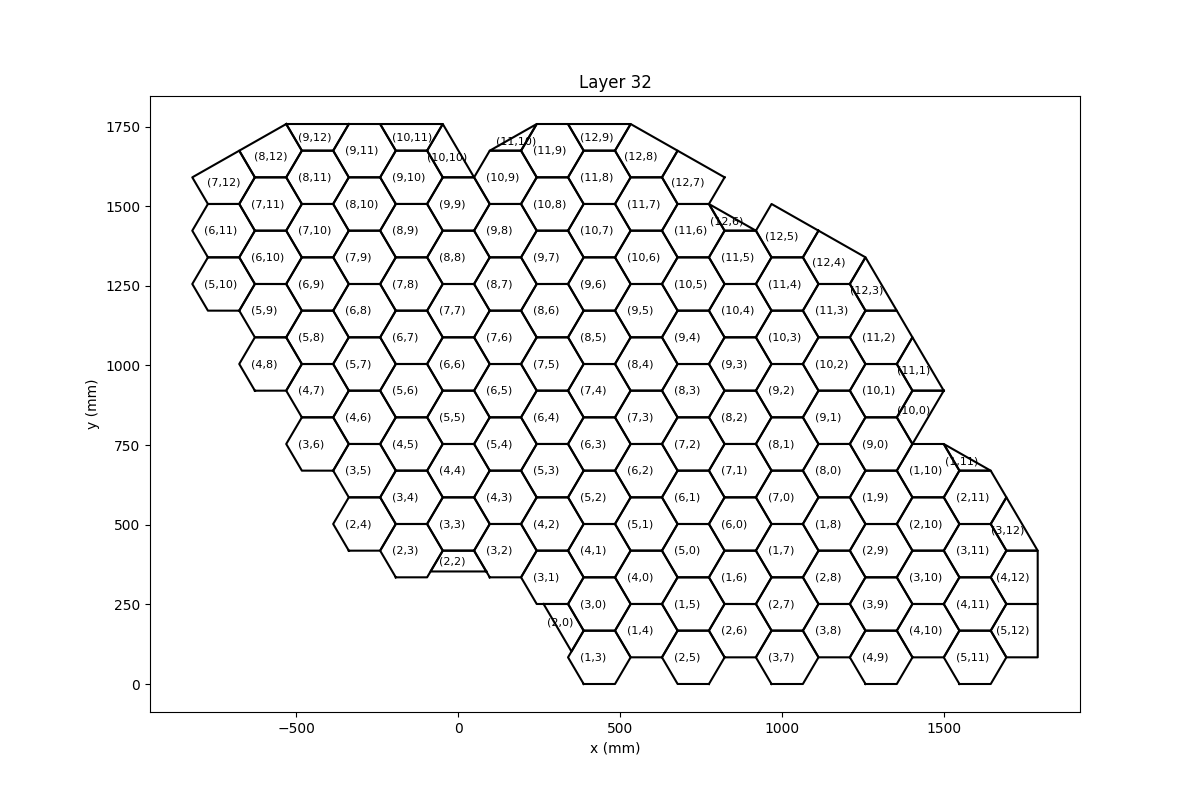 Layer 32
1750
1500
1250
1000
750
500
250
0
y (mm)
(9,12) (10,11) (11,10) (12,9)
(8,12) (9,11) (10,10) (11,9) (12,8)
(7,12) (8,11) (9,10) (10,9) (11,8) (12,7)
(7,11) (8,10) (9,9) (10,8) (11,7) (12,6)
(6,11) (7,10) (8,9) (9,8) (10,7) (11,6) (12,5)
(6,10) (7,9) (8,8) (9,7) (10,6) (11,5) (12,4)
(5,10) (6,9) (7,8) (8,7) (9,6) (10,5) (11,4) (12,3)
(5,9) (6,8) (7,7) (8,6) (9,5) (10,4) (11,3)
(5,8) (6,7) (7,6) (8,5) (9,4) (10,3) (11,2)
(4,8) (5,7) (6,6) (7,5) (8,4) (9,3) (10,2) (11,1)
(4,7) (5,6) (6,5) (7,4) (8,3) (9,2) (10,1)
(4,6) (5,5) (6,4) (7,3) (8,2) (9,1) (10,0)
(3,6) (4,5) (5,4) (6,3) (7,2) (8,1) (9,0) (1,11)
(3,5) (4,4) (5,3) (6,2) (7,1) (8,0) (1,10)
(3,4) (4,3) (5,2) (6,1) (7,0) (1,9) (2,11)
(2,4) (3,3) (4,2) (5,1) (6,0) (1,8) (2,10) (3,12)
(2,3) (3,2) (4,1) (5,0) (1,7) (2,9) (3,11)
(2,2) (3,1) (4,0) (1,6) (2,8) (3,10) (4,12)
(3,0) (1,5) (2,7) (3,9) (4,11)
(2,0) (1,4) (2,6) (3,8) (4,10) (5,12)
(1,3) (2,5) (3,7) (4,9) (5,11)
−500 0 500 1000 1500
x (mm)